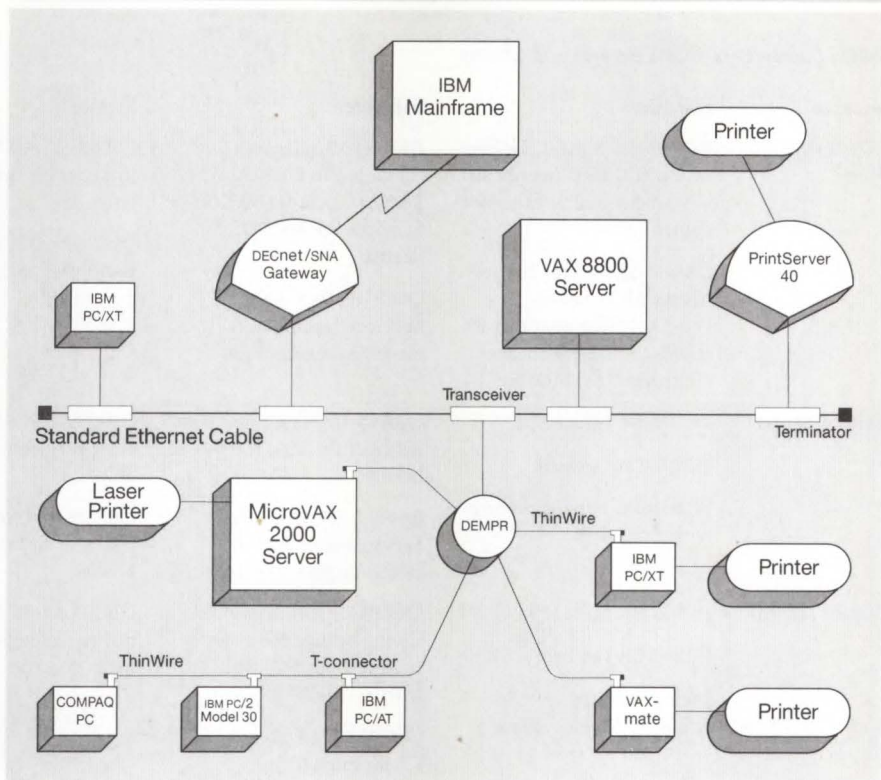 IBM
Mainframe
Printer
DECnet/SNA
Gateway
VAX 8800
Server
PrintServer
40
IBM
PC/XT
Transceiver
Standard Ethernet Cable
Terminator
Laser
Printer
MicroVAX
2000
Server
DEMPR
ThinWire
IBM
PC/XT
Printer
ThinWire
T-connector
COMPAQ
PC
IBM PC/2
Model 30
IBM
PC/AT
VAX-
mate
Printer